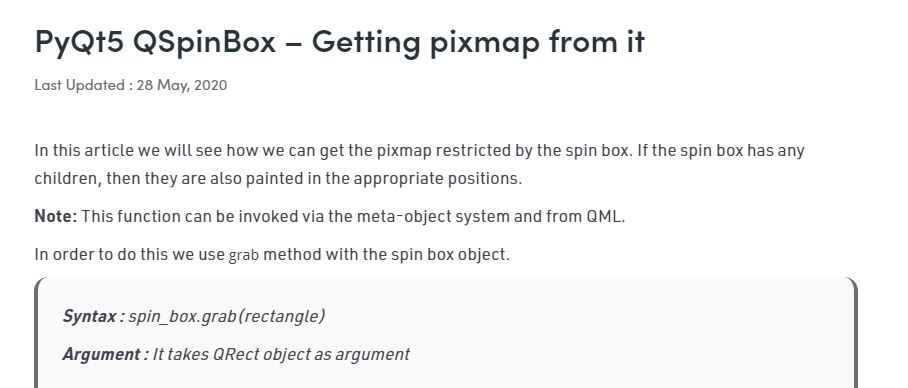 PyQt5 QSpinBox – Getting pixmap from it
Last Updated : 28 May, 2020
In this article we will see how we can get the pixmap restricted by the spin box. If the spin box has any
children, then they are also painted in the appropriate positions.
Note: This function can be invoked via the meta-object system and from QML.
In order to do this we use grab method with the spin box object.
Syntax : spin_box.grab(rectangle)
Argument : It takes QRect object as argument